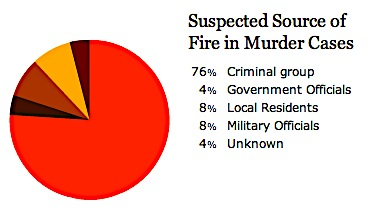 Suspected Source of
Fire in Murder Cases
76% Criminal group
4% Government Officials
8% Local Residents
8% Military Officials
4% Unknown